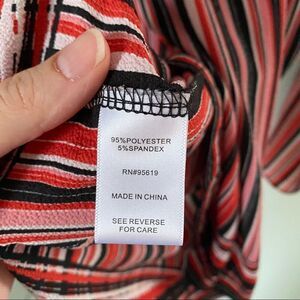 95%POLYESTER
5%SPANDEX
RN#95619
MADE IN CHINA
SEE REVERSE
FOR CARE